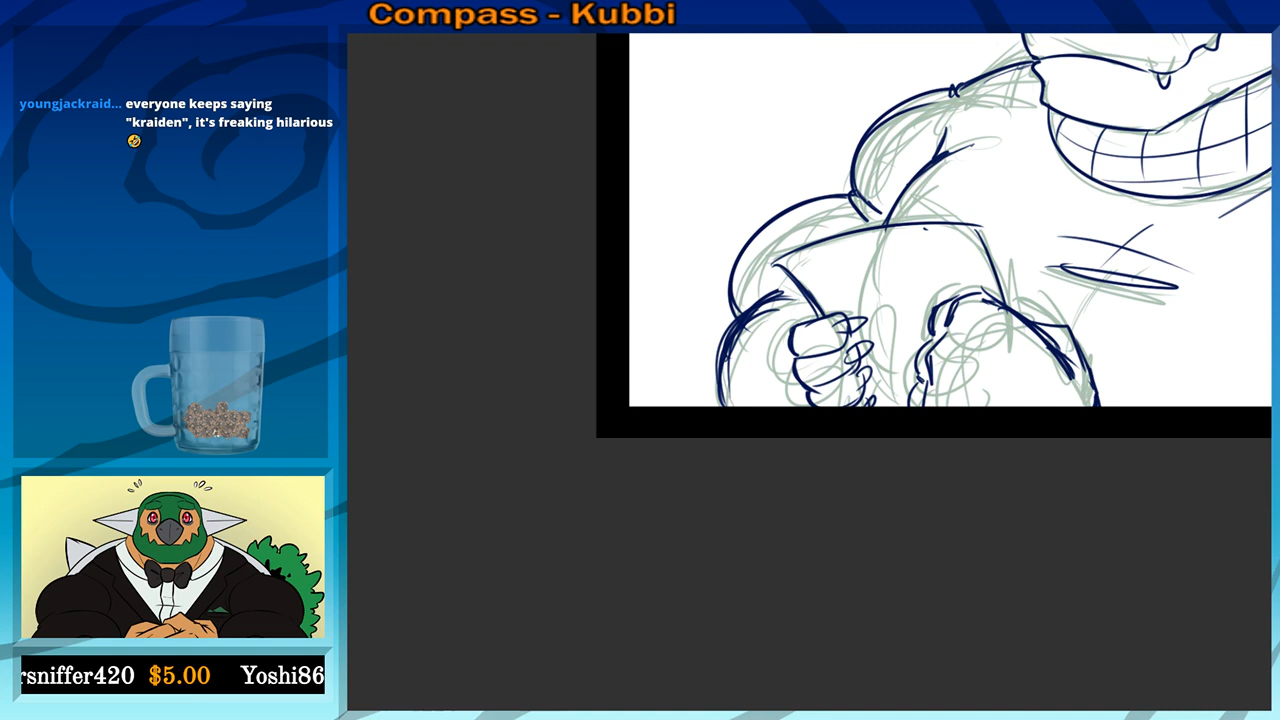 Compass - Kubbi
youngjackraid... everyone keeps saying
"kraiden", it's freaking hilarious
rsniffer420 $5.00 Yoshi86